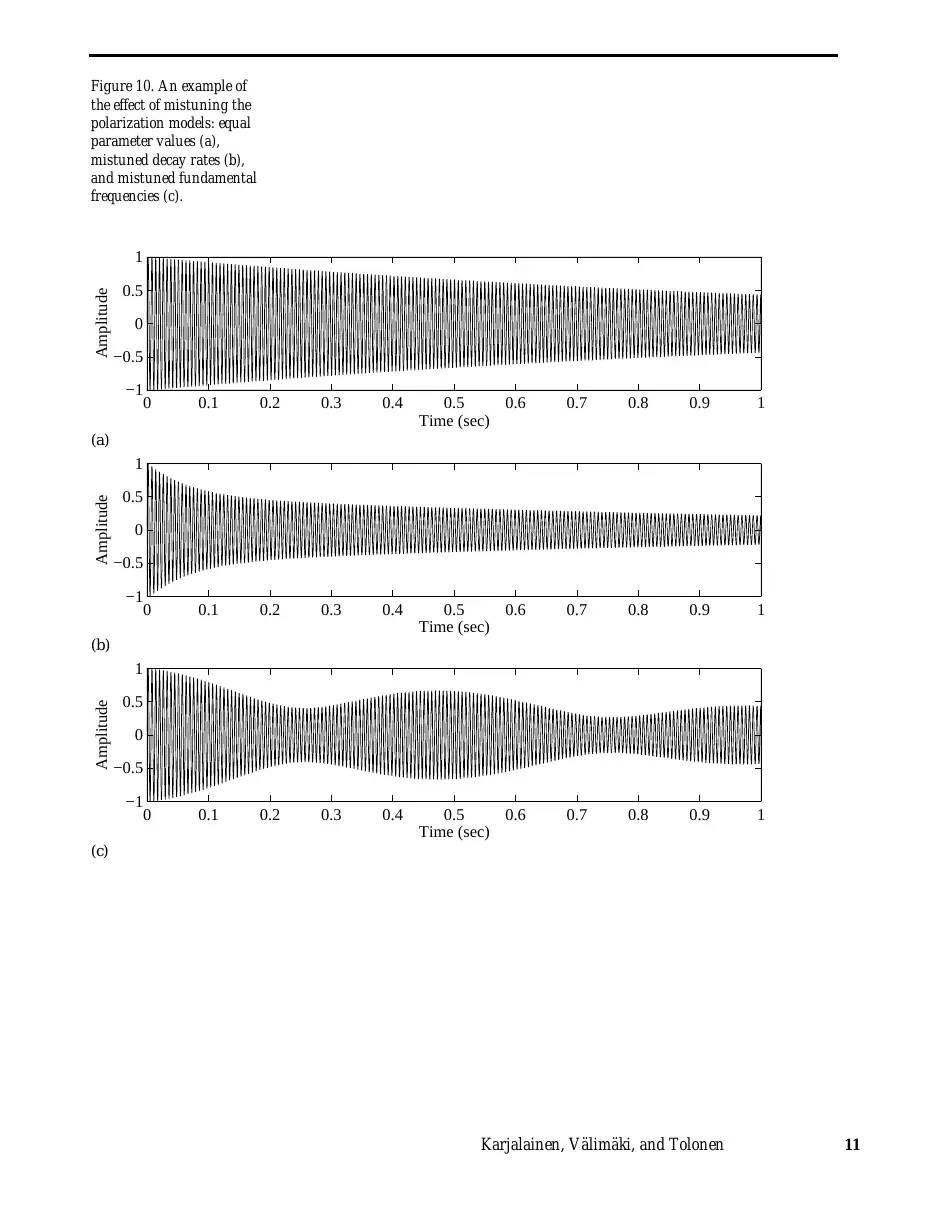 Figure 10. An example of
the effect of mistuning the
polarization models: equal
parameter values (a),
mistuned decay rates (b),
and mistuned fundamental
frequencies (c).
1
0.5
0
−0.5
−1
Amplitude
0 0.1 0.2 0.3 0.4 0.5 0.6 0.7 0.8 0.9 1
Time (sec)
(a)
1
0.5
0
−0.5
−1
Amplitude
0 0.1 0.2 0.3 0.4 0.5 0.6 0.7 0.8 0.9 1
Time (sec)
(b)
1
0.5
0
−0.5
−1
Amplitude
0 0.1 0.2 0.3 0.4 0.5 0.6 0.7 0.8 0.9 1
Time (sec)
(c)
Karjalainen, Välimäki, and Tolonen 11